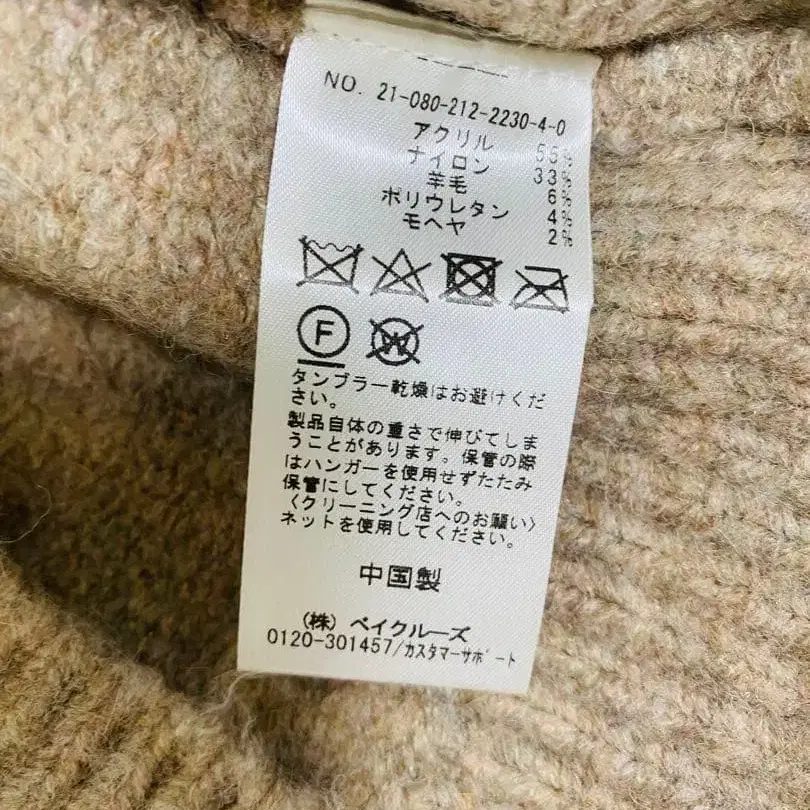 NO. 21-080-212-2230-4-0
アクリル 55%
ナイロン 33%
羊毛 6%
ポリウレタン 4%
モヘヤ 2%
F W
タンブラー乾燥はお避けくだ
さい。
製品自体の重さで伸びてしま
うことがあります。保管の際
はハンガーを使用せずたたみ
保管にしてください。
〈クリーニング店へのお願い〉
ネットを使用してください。
中国製
(株) ベイクルーズ
0120-301457/カスタマーサポート